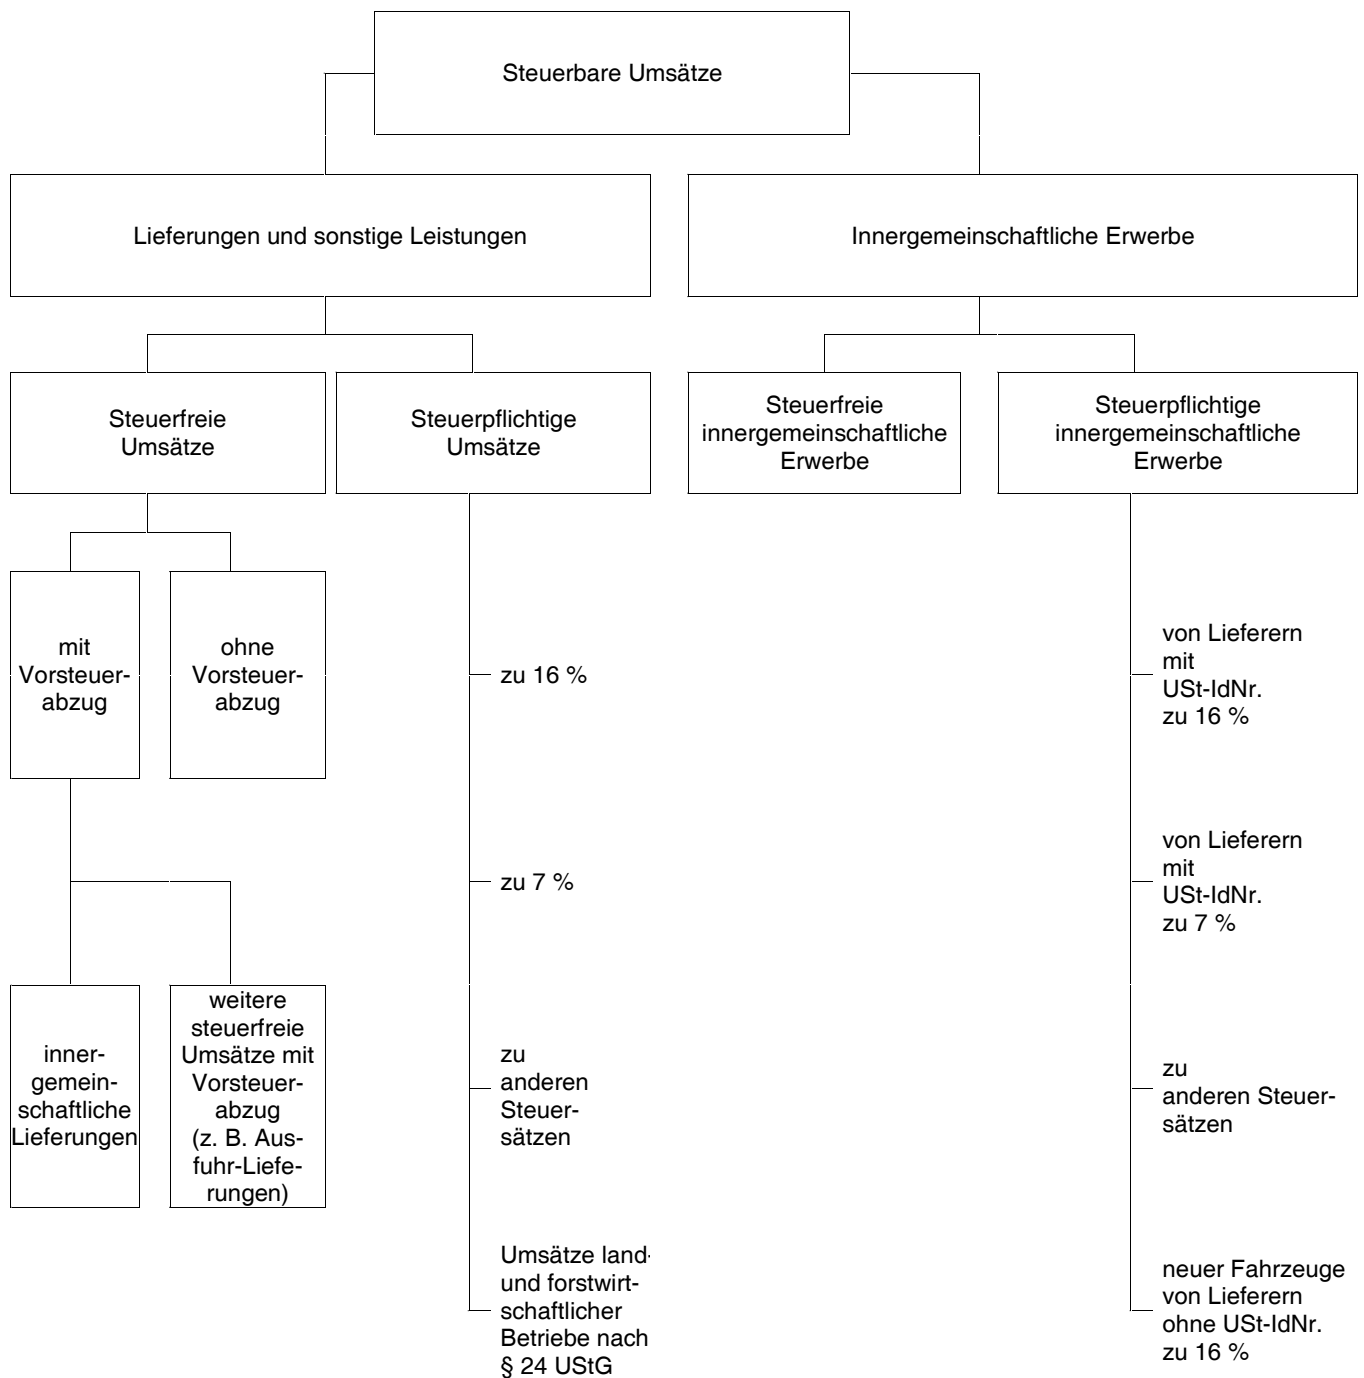 Steuerbare Umsätze
Lieferungen und sonstige Leistungen
Innergemeinschaftliche Erwerbe
Steuerfreie
Umsätze
Steuerpflichtige
Umsätze
Steuerfreie
innergemeinschaftliche
Erwerbe
Steuerpflichtige
innergemeinschaftliche
Erwerbe
mit
Vorsteuer-
abzug
ohne
Vorsteuer-
abzug
zu 16 %
von Lieferern
mit
USt-IdNr.
zu 16 %
zu 7 %
von Lieferern
mit
USt-IdNr.
zu 7 %
inner-
gemein-
schaftliche
Lieferungen
weitere
steuerfreie
Umsätze mit
Vorsteuer-
abzug
(z. B. Aus-
fuhr-Liefe-
rungen)
zu
anderen
Steuer-
sätzen
zu
anderen Steuer-
sätzen
Umsätze land-
und forstwirt-
schaftlicher
Betriebe nach
§ 24 UStG
neuer Fahrzeuge
von Lieferern
ohne USt-IdNr.
zu 16 %